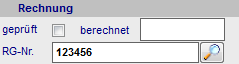 Rechnung
geprüft berechnet
RG-Nr. 123456